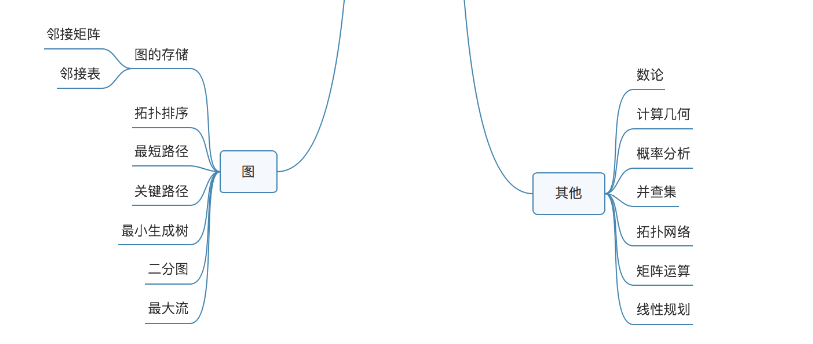 邻接矩阵
邻接表
图的存储
拓扑排序
最短路径
关键路径
最小生成树
二分图
最大流
图
其他
数论
计算几何
概率分析
并查集
拓扑网络
矩阵运算
线性规划